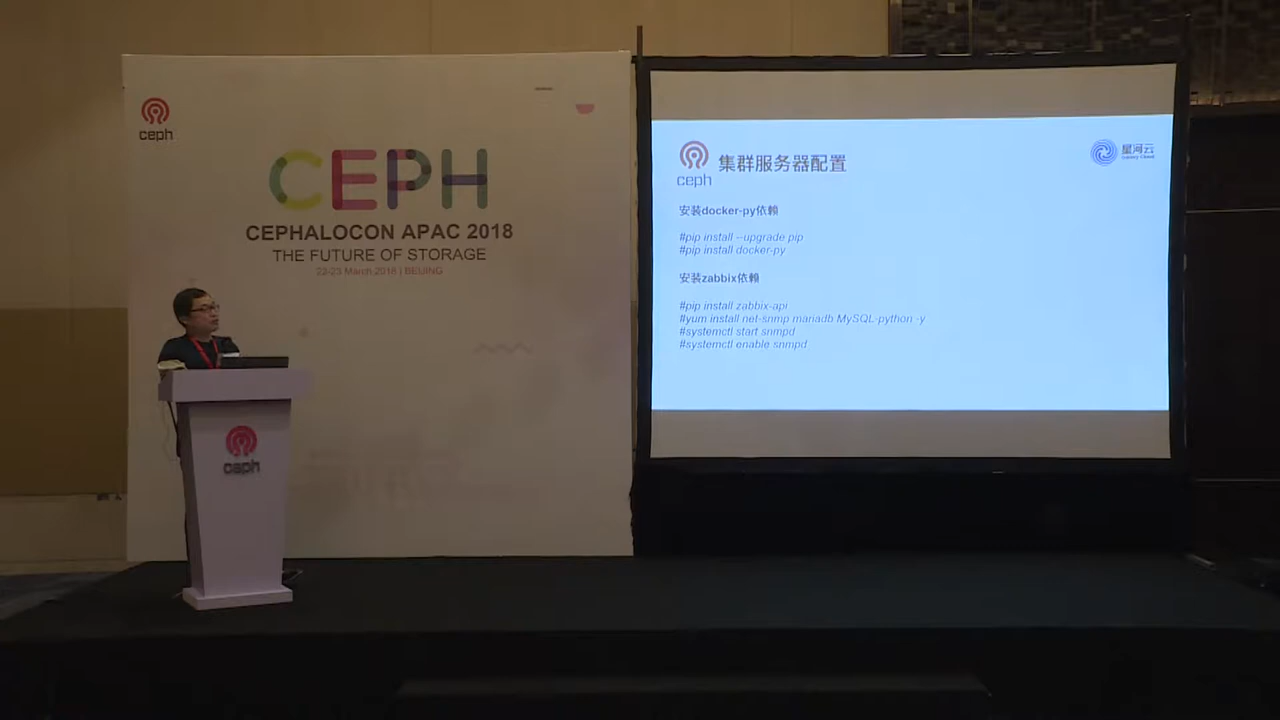 ceph
CEPH
CEPHALOCON APAC 2018
THE FUTURE OF STORAGE
22-23 March 2018 | BEIJING
ceph
ceph
集群服务器配置
星河云
安装docker-py依赖
#pip install --upgrade pip
#pip install docker-py
安装zabbix依赖
#pip install zabbix-api
#yum install net-snmp mariadb MySQL-python -y
#systemctl start snmpd
#systemctl enable snmpd